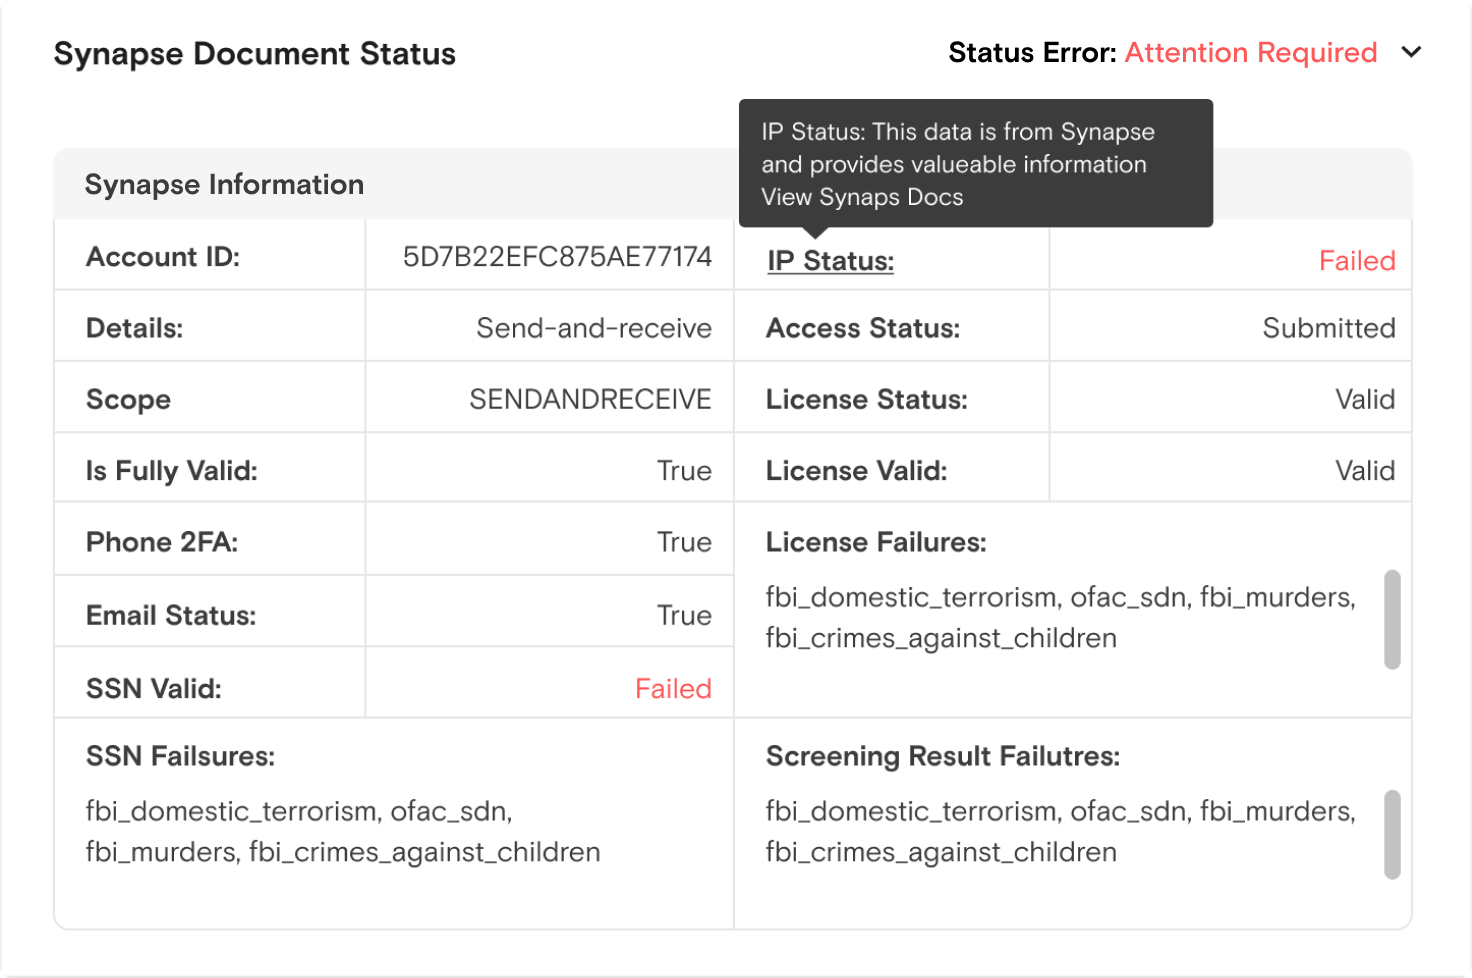 Synapse Document Status
Status Error: Attention Required
IP Status: This data is from Synapse
and provides valueable information
View Synaps Docs
Synapse Information
Account ID: 5D7B22EFC875AE77174
IP Status: Failed
Details: Send-and-receive
Access Status: Submitted
Scope SENDANDRECEIVE
License Status: Valid
Is Fully Valid: True
License Valid: Valid
Phone 2FA: True
Email Status: True
SSN Valid: Failed
License Failures:
fbi_domestic_terrorism, ofac_sdn, fbi_murders,
fbi_crimes_against_children
SSN Failsures:
fbi_domestic_terrorism, ofac_sdn,
fbi_murders, fbi_crimes_against_children
Screening Result Failutres:
fbi_domestic_terrorism, ofac_sdn, fbi_murders,
fbi_crimes_against_children